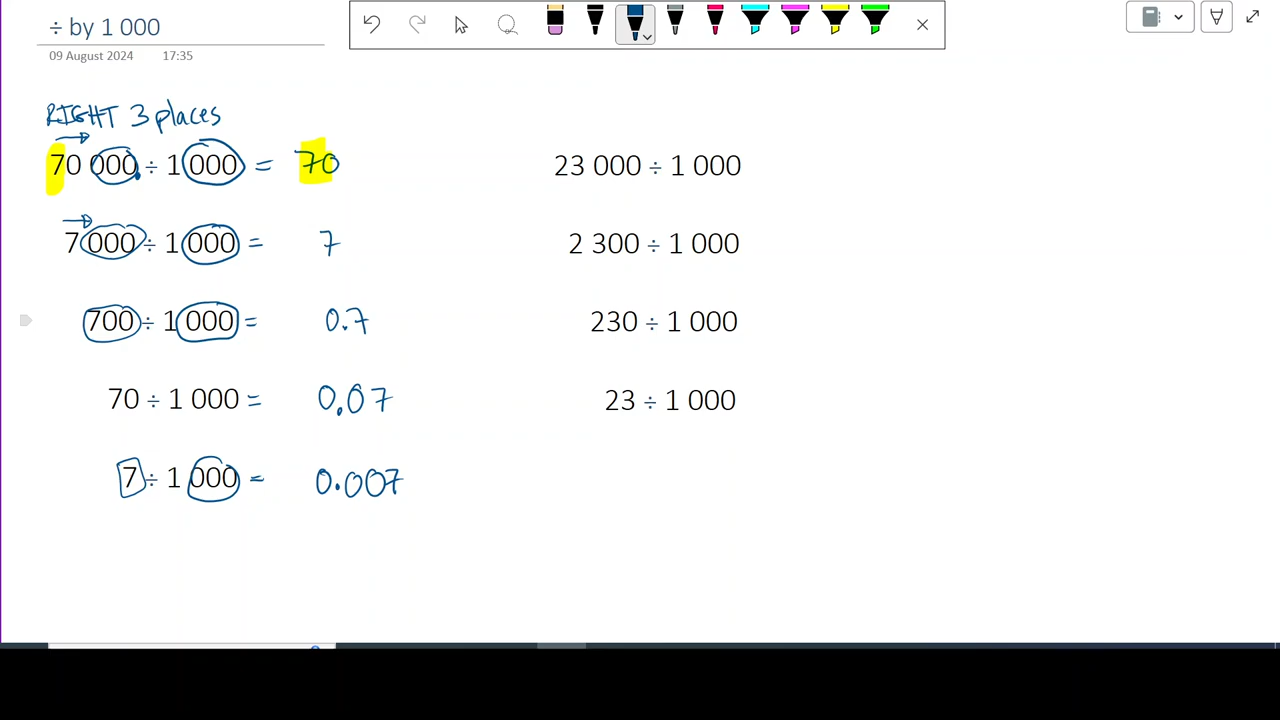 ÷ by 1 000
09 August 2024 17:35
RIGHT 3 places
70 000. ÷ 1 000 = 70
7 000 ÷ 1 000 = 7
700 ÷ 1 000 = 0.7
70 ÷ 1 000 = 0.07
7 ÷ 1 000 = 0.007
23 000 ÷ 1 000
2 300 ÷ 1 000
230 ÷ 1 000
23 ÷ 1 000